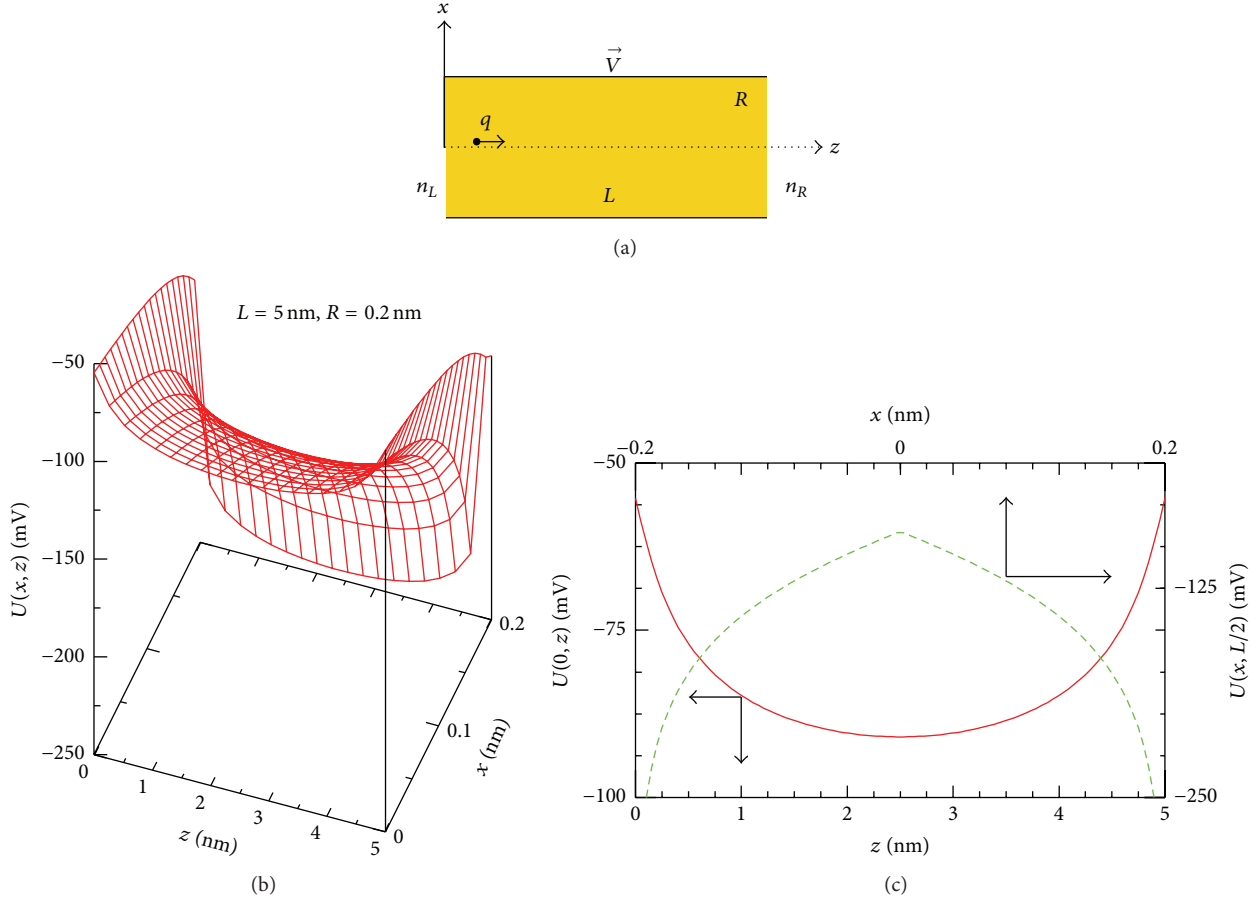 x
V
R
q
z
n_L
L
n_R
(a)
L = 5 nm, R = 0.2 nm
−50
−100
−150
−200
−250
U(x, z) (mV)
0
1
2
3
4
5
z (nm)
0
0.1
0.2
x (nm)
(b)
x (nm)
−0.2
0
0.2
−50
−75
−100
U(0, z) (mV)
−125
−250
U(x, L/2) (mV)
0
1
2
3
4
5
z (nm)
(c)